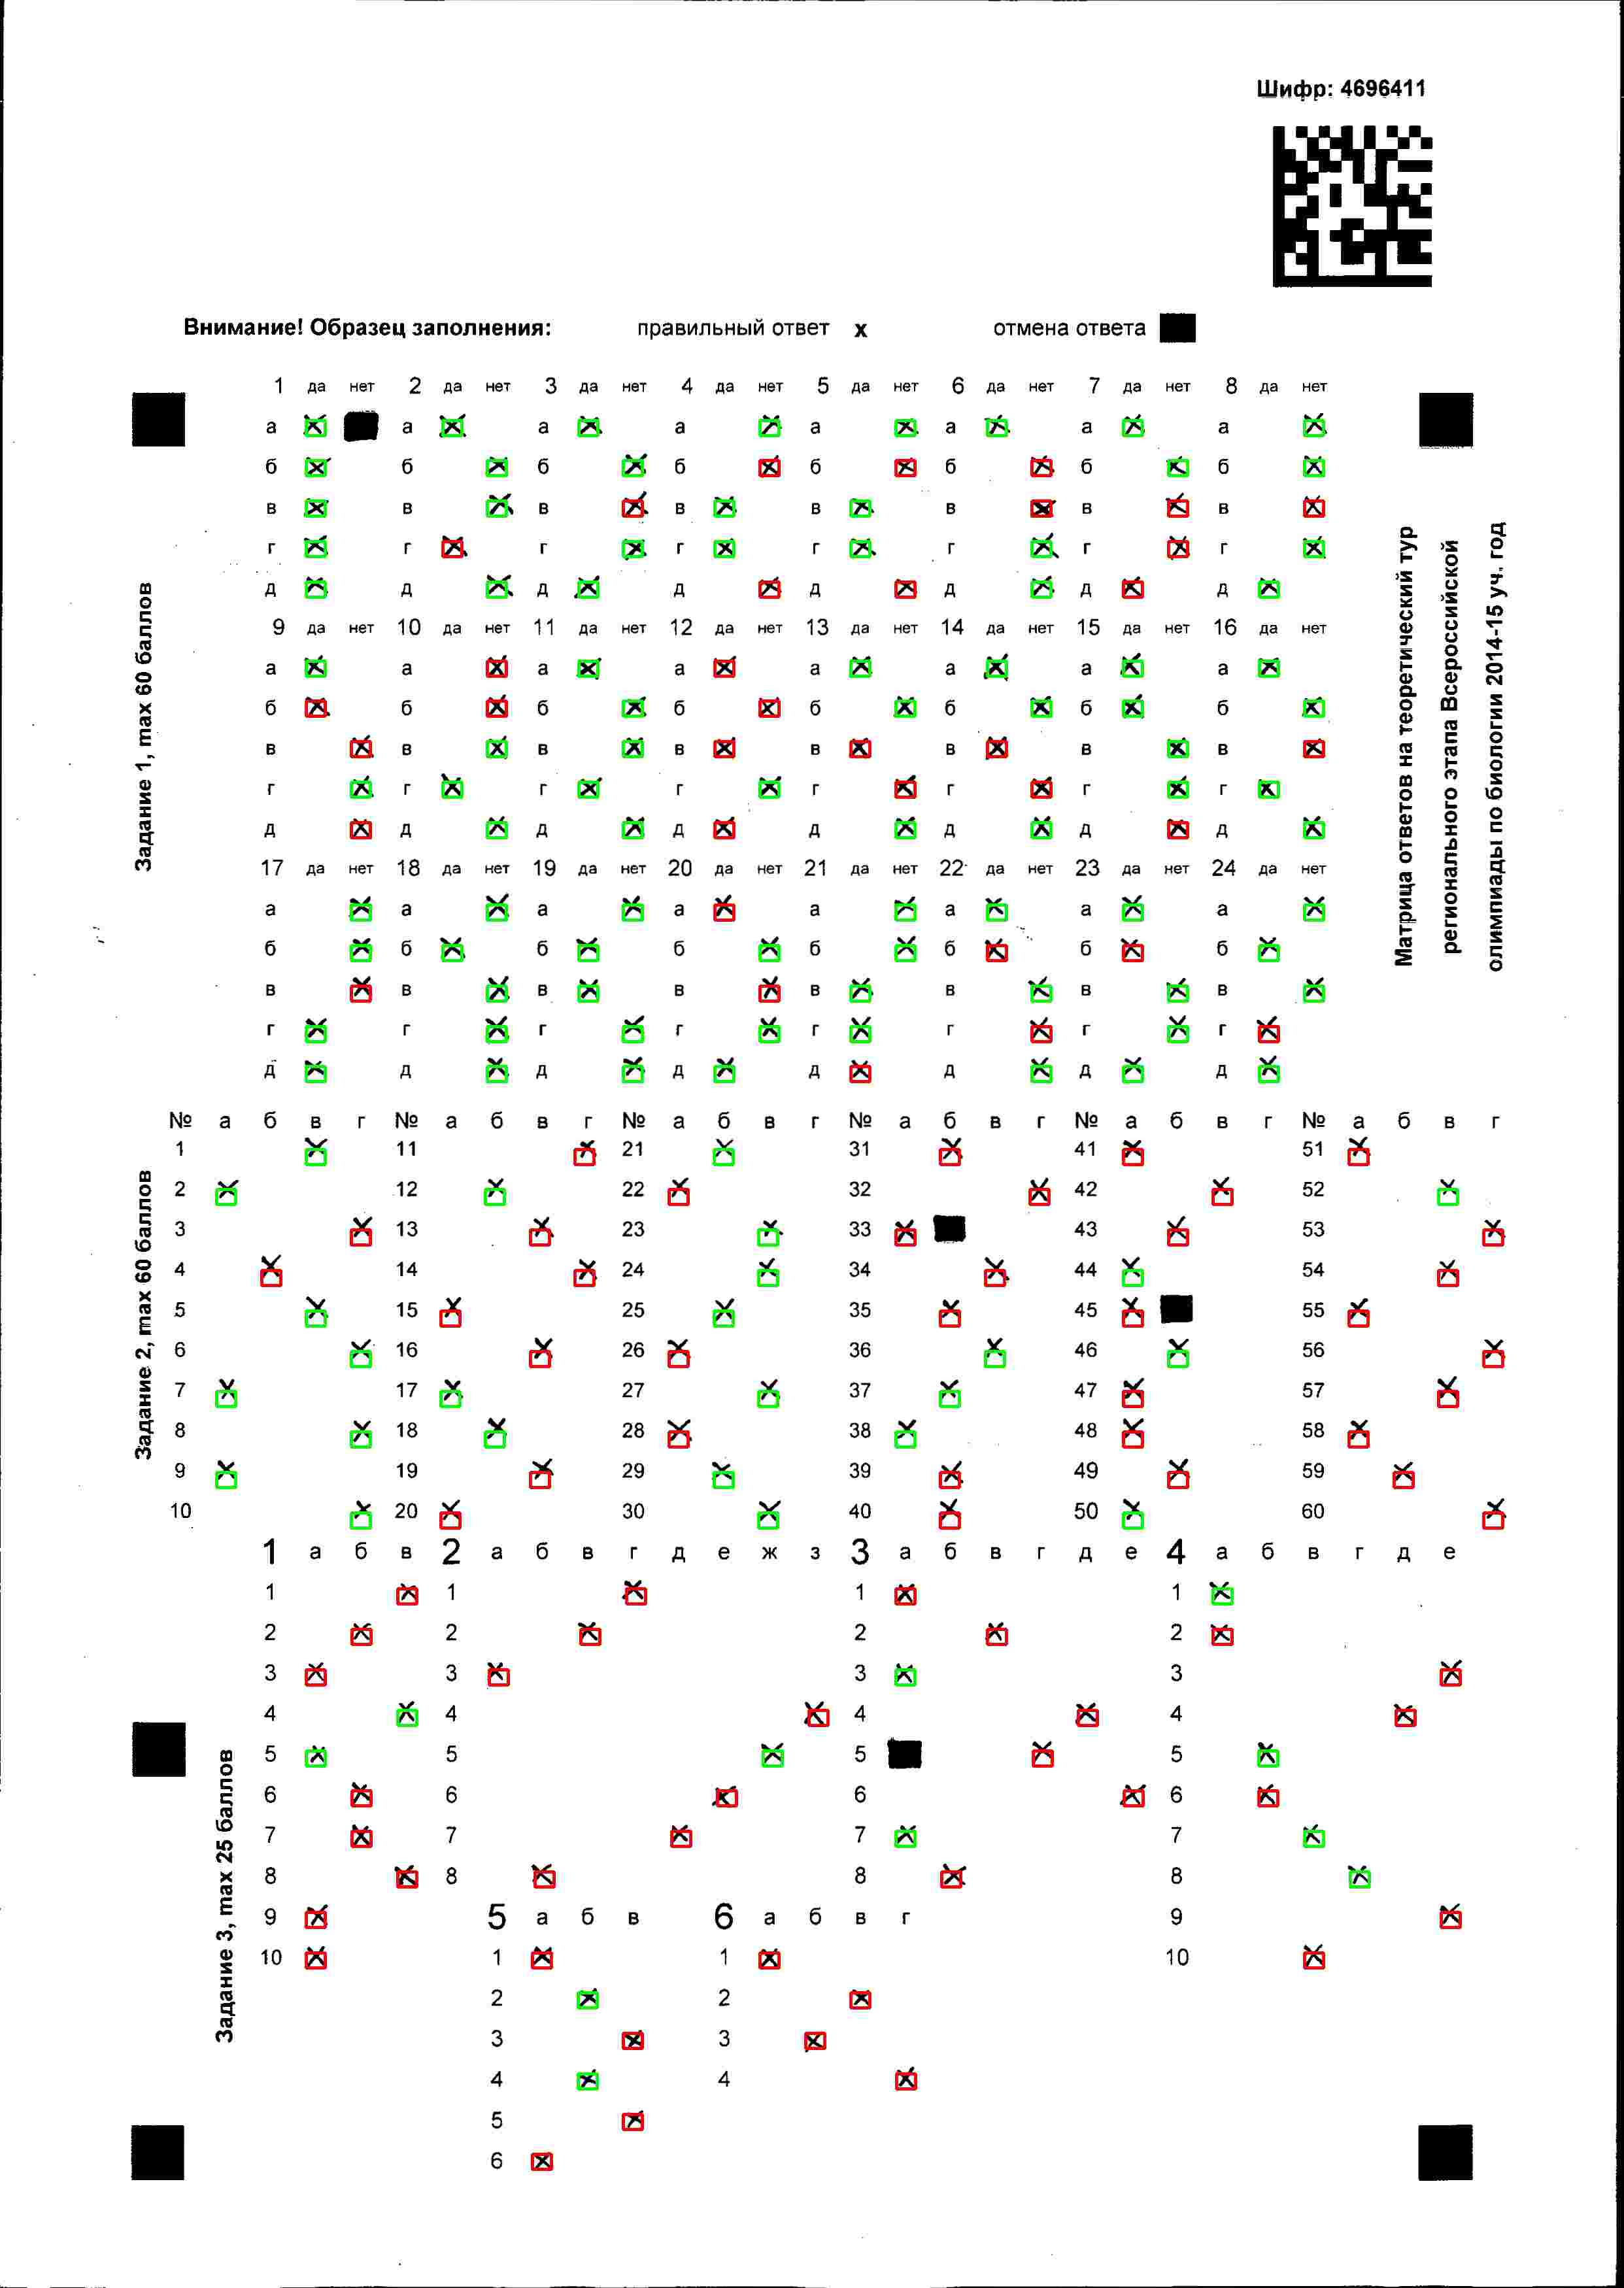 Шифр: 4696411
Внимание! Образец заполнения: правильный ответ x отмена ответа
1 да нет 2 да нет 3 да нет 4 да нет 5 да нет 6 да нет 7 да нет 8 да нет
а а а а а а а а
б б б б б б б б
в в в в в в в в
г г г г г г г г
д д д д д д д д
9 да нет 10 да нет 11 да нет 12 да нет 13 да нет 14 да нет 15 да нет 16 да нет
а а а а а а а а
б б б б б б б б
в в в в в в в в
г г г г г г г г
д д д д д д д д
17 да нет 18 да нет 19 да нет 20 да нет 21 да нет 22 да нет 23 да нет 24 да нет
а а а а а а а а
б б б б б б б б
в в в в в в в в
г г г г г г г г
д д д д д д д д
Задание 1, max 60 баллов
Матрица ответов на теоретический тур
регионального этапа Всероссийской
олимпиады по биологии 2014-15 уч. год
№ а б в г № а б в г № а б в г № а б в г № а б в г № а б в г
1 11 21 31 41 51
2 12 22 32 42 52
3 13 23 33 43 53
4 14 24 34 44 54
5 15 25 35 45 55
6 16 26 36 46 56
7 17 27 37 47 57
8 18 28 38 48 58
9 19 29 39 49 59
10 20 30 40 50 60
Задание 2, max 60 баллов
1 а б в 2 а б в г д е ж з 3 а б в г д е 4 а б в г д е
1 1 1 1
2 2 2 2
3 3 3 3
4 4 4 4
5 5 5 5
6 6 6 6
7 7 7 7
8 8 8 8
9 5 а б в 6 а б в г 9
10 1 1 10
2 2
3 3
4 4
5
6
Задание 3, max 25 баллов